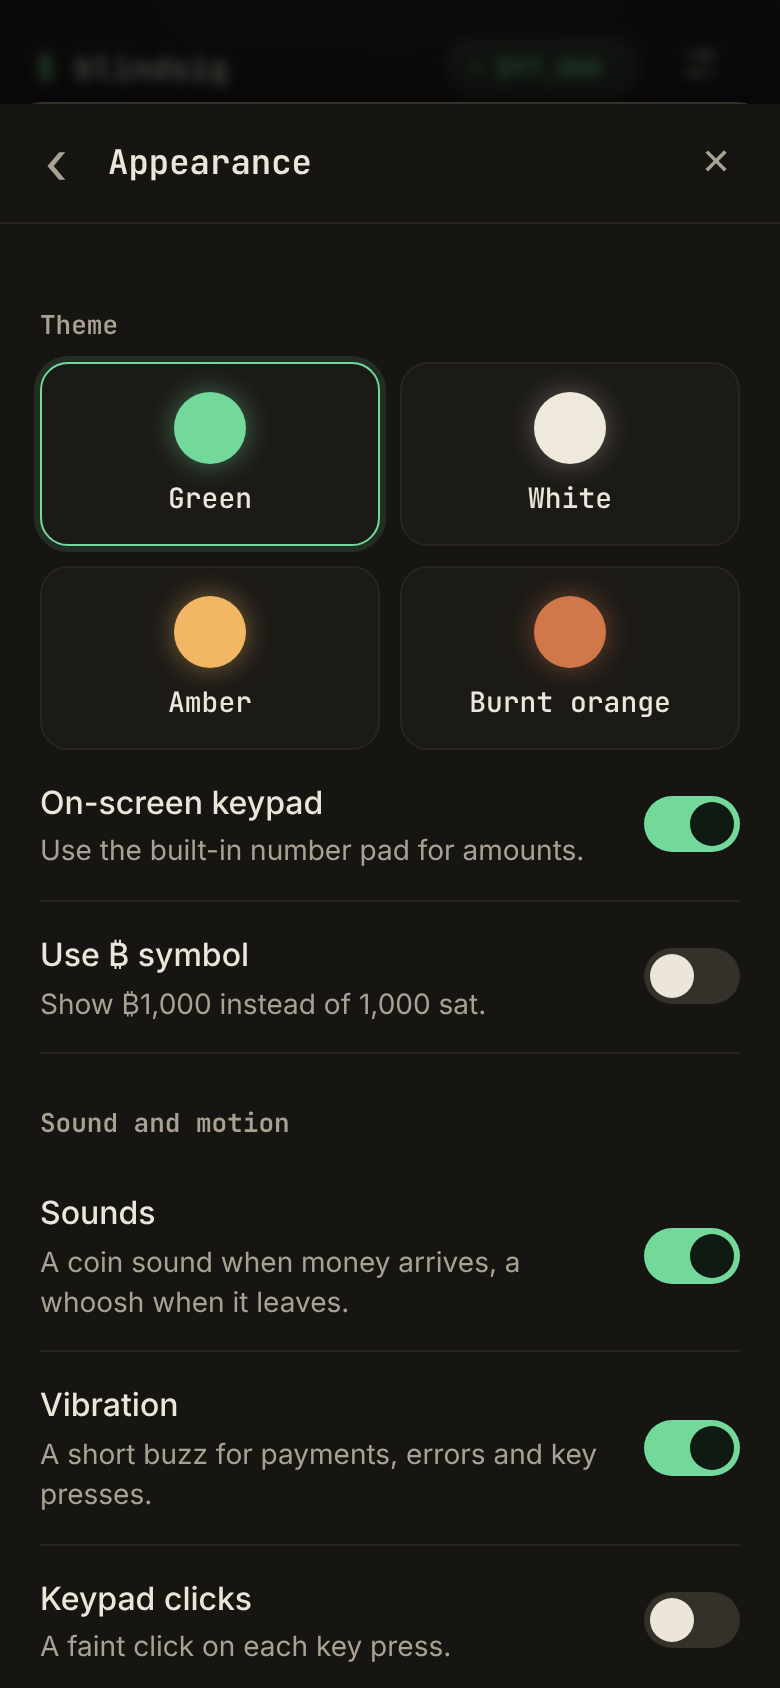 blindsig
Appearance
Theme
Green
White
Amber
Burnt orange
On-screen keypad
Use the built-in number pad for amounts.
Use ₿ symbol
Show ₿1,000 instead of 1,000 sat.
Sound and motion
Sounds
A coin sound when money arrives, a
whoosh when it leaves.
Vibration
A short buzz for payments, errors and key
presses.
Keypad clicks
A faint click on each key press.